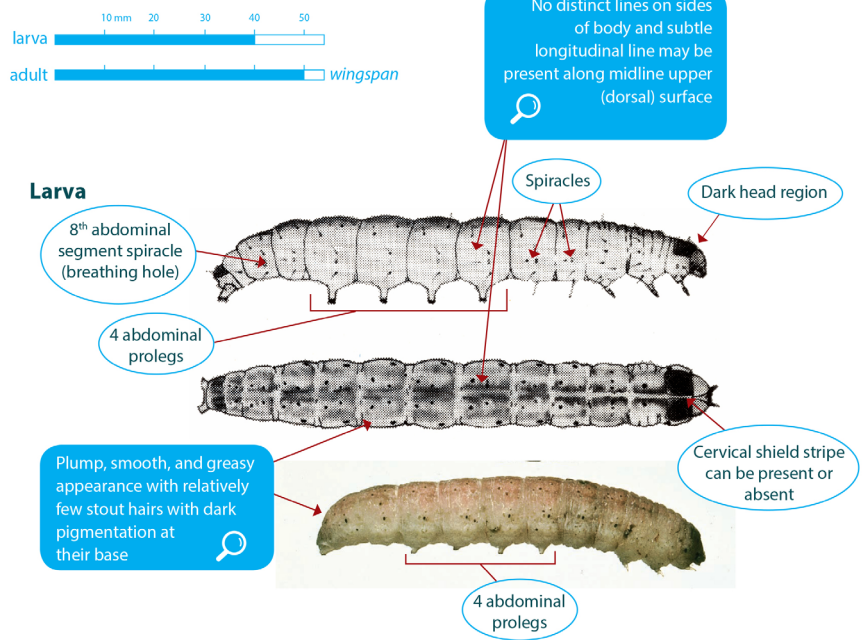 10 mm 20 30 40 50
larva
adult
wingspan
No distinct lines on sides
of body and subtle
longitudinal line may be
present along midline upper
(dorsal) surface
Larva
Spiracles
Dark head region
8th abdominal
segment spiracle
(breathing hole)
4 abdominal
prolegs
Cervical shield stripe
can be present or
absent
Plump, smooth, and greasy
appearance with relatively
few stout hairs with dark
pigmentation at
their base
4 abdominal
prolegs